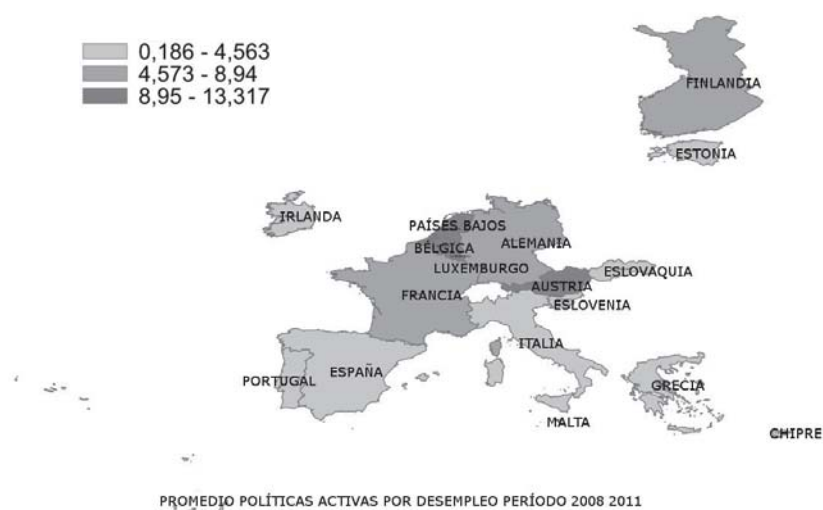 0,186 - 4,563
4,573 - 8,94
8,95 - 13,317
FINLANDIA
ESTONIA
IRLANDA
PAÍSES BAJOS
BÉLGICA
ALEMANIA
LUXEMBURGO
ESLOVAQUIA
AUSTRIA
FRANCIA
ESLOVENIA
ITALIA
PORTUGAL
ESPAÑA
GRECIA
MALTA
CHIPRE
PROMEDIO POLÍTICAS ACTIVAS POR DESEMPLEO PERÍODO 2008 2011